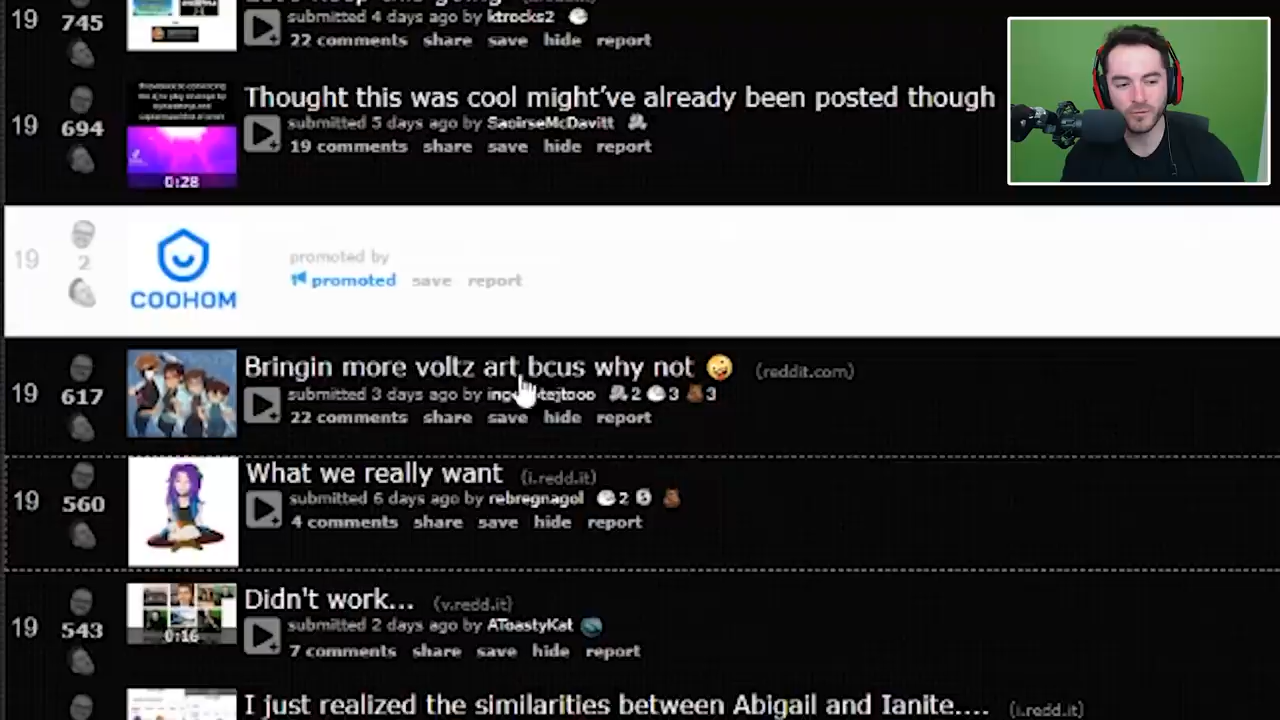 19
745
submitted 4 days ago by ktrocks2
22 comments share save hide report
Thought this was cool might've already been posted though
19
694
submitted 5 days ago by SaoirseMcDavitt
19 comments share save hide report
0:28
19
2
COOHOM
promoted by
promoted save report
Bringin more voltz art bcus why not 🤪 (reddit.com)
19
617
submitted 3 days ago by
2 3 3
22 comments share save hide report
What we really want (i.redd.it)
19
560
submitted 6 days ago by rebregnagol 2
4 comments share save hide report
Didn't work... (v.redd.it)
19
543
submitted 2 days ago by AToastyKat
0:16
7 comments share save hide report
I just realized the similarities between Abigail and Ianite.... (i.redd.it)